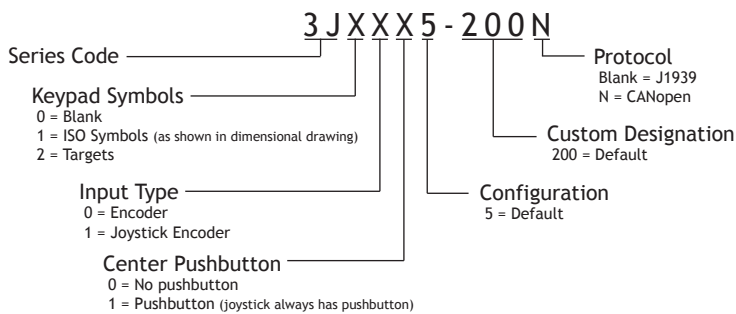 3JXXX5-200N
Series Code
Protocol
Blank = J1939
N = CANopen
Keypad Symbols
0 = Blank
1 = ISO Symbols (as shown in dimensional drawing)
2 = Targets
Custom Designation
200 = Default
Input Type
0 = Encoder
1 = Joystick Encoder
Configuration
5 = Default
Center Pushbutton
0 = No pushbutton
1 = Pushbutton (joystick always has pushbutton)